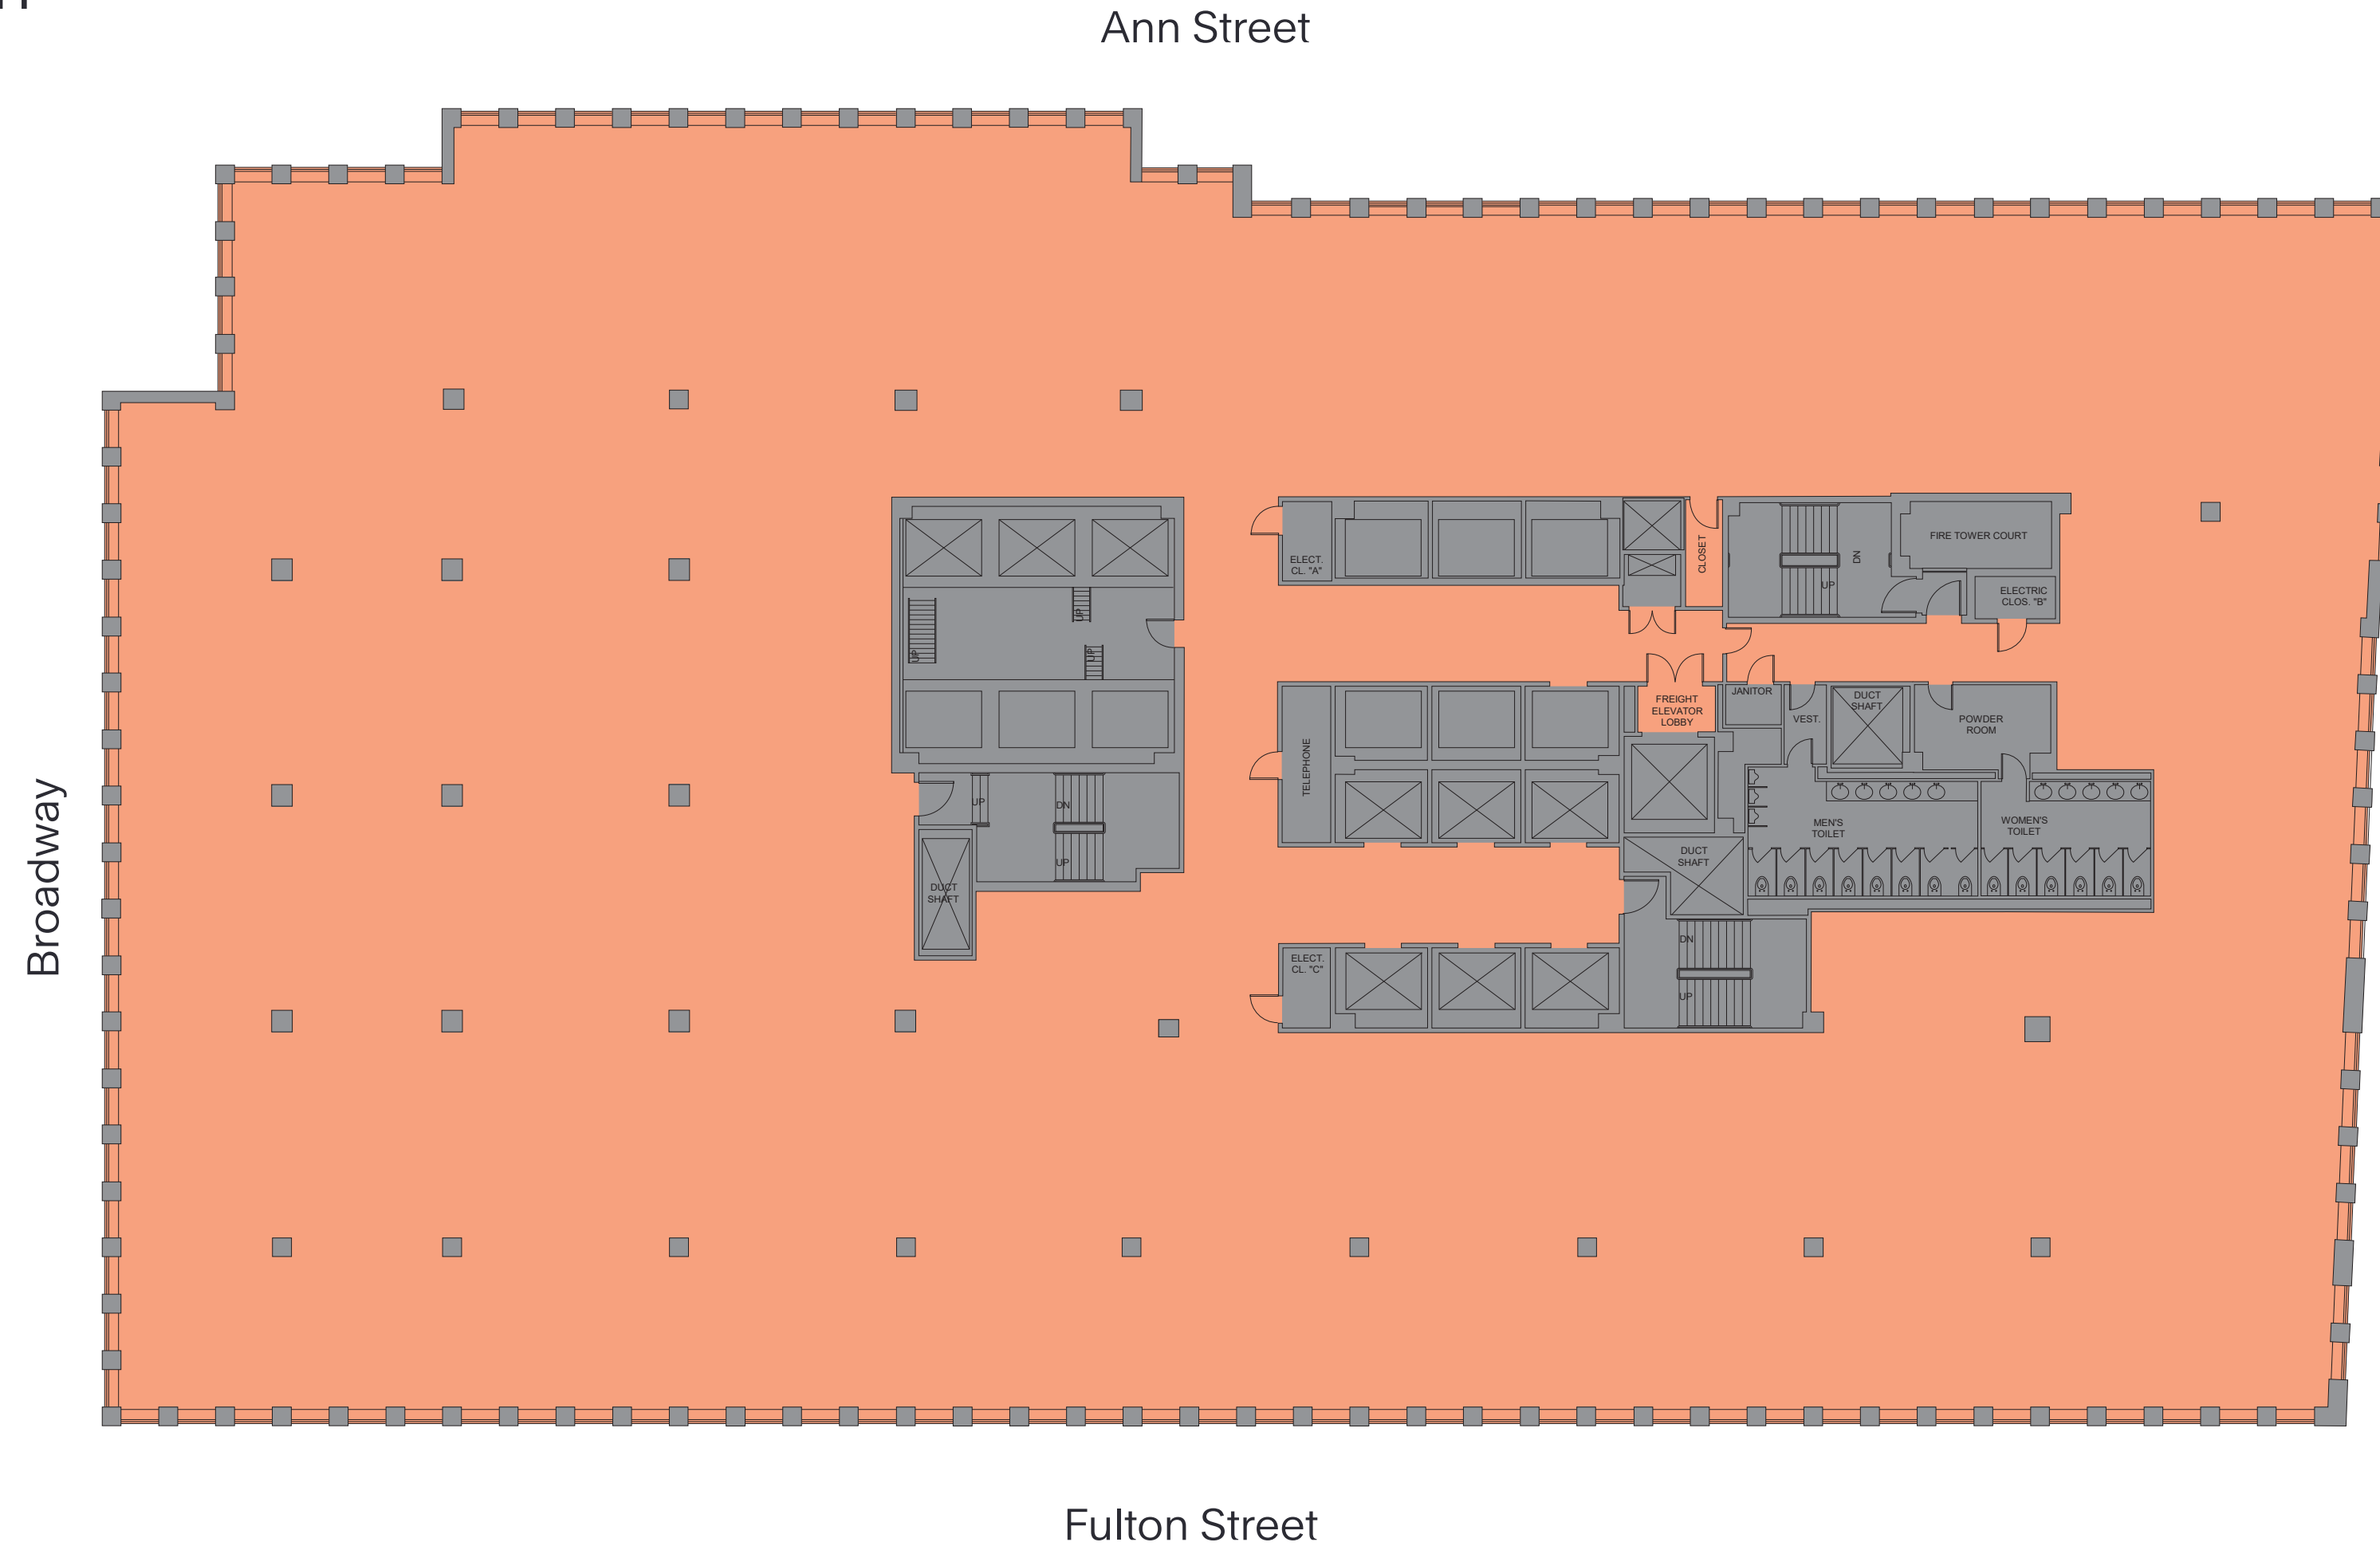 Ann Street
Broadway
ELECT.
CL. "A"
CLOSET
DN
UP
FIRE TOWER COURT
ELECTRIC
CLOS. "B"
UP
UP
UP
FREIGHT
ELEVATOR
LOBBY
JANITOR
VEST.
DUCT
SHAFT
POWDER
ROOM
TELEPHONE
UP
DN
UP
DUCT
SHAFT
MEN'S
TOILET
WOMEN'S
TOILET
DUCT
SHAFT
DN
UP
ELECT.
CL. "C"
Fulton Street